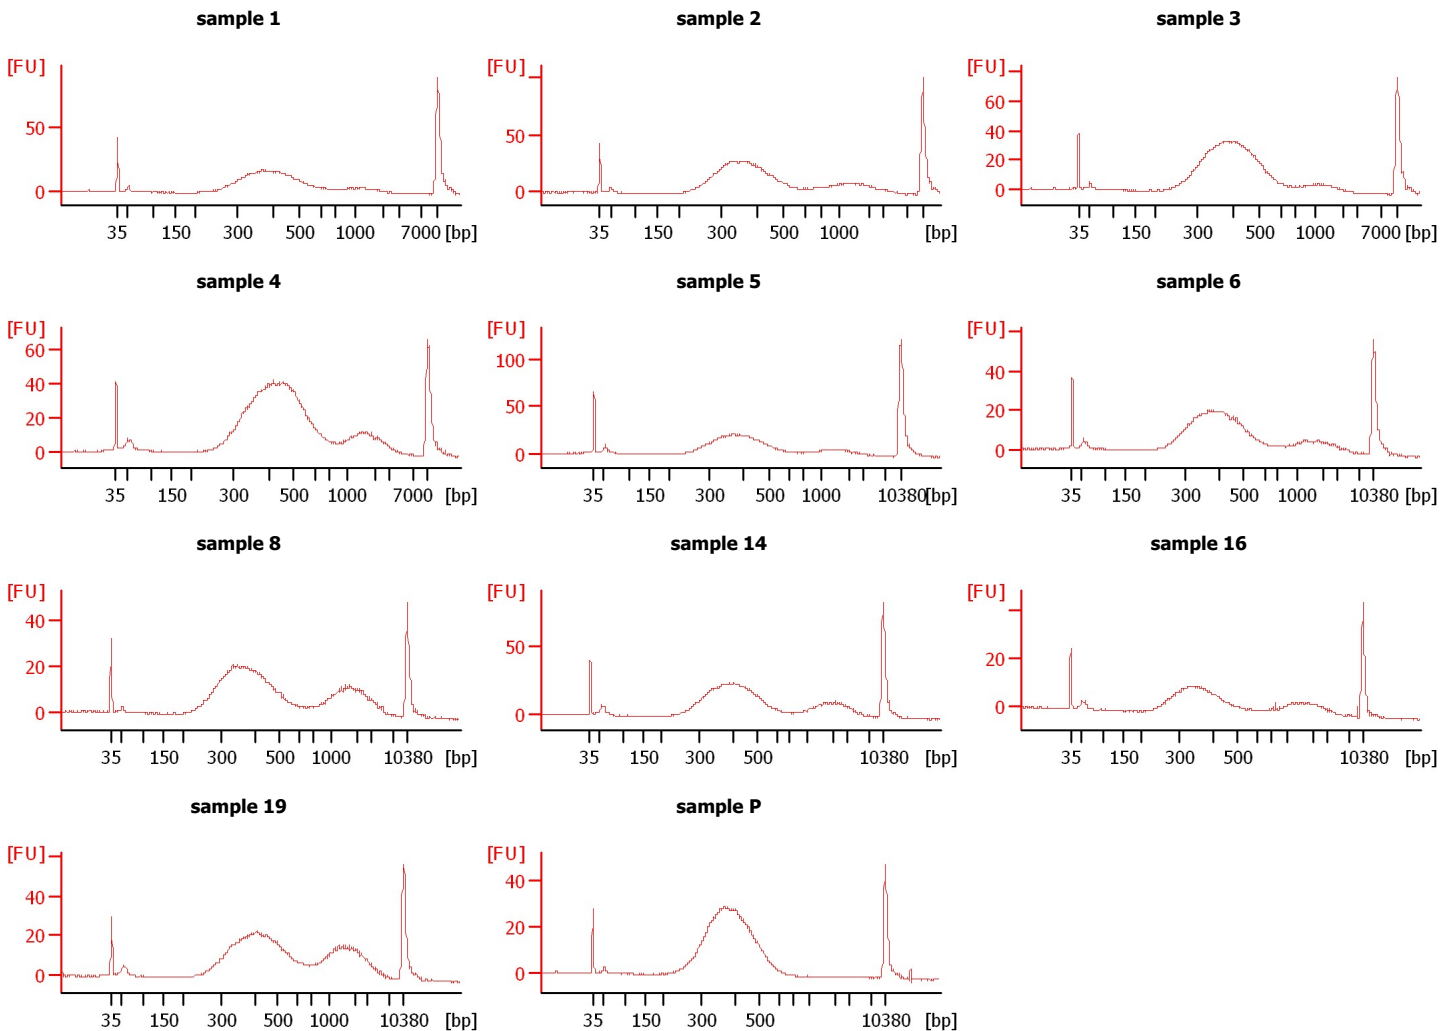 sample 1
[FU]
50
0
35 150 300 500 1000 7000 [bp]
sample 2
[FU]
50
0
35 150 300 500 1000 [bp]
sample 3
[FU]
60
40
20
0
35 150 300 500 1000 7000 [bp]
sample 4
[FU]
60
40
20
0
35 150 300 500 1000 7000 [bp]
sample 5
[FU]
100
50
0
35 150 300 500 1000 10380 [bp]
sample 6
[FU]
40
20
0
35 150 300 500 1000 10380 [bp]
sample 8
[FU]
40
20
0
35 150 300 500 1000 10380 [bp]
sample 14
[FU]
50
0
35 150 300 500 10380 [bp]
sample 16
[FU]
20
0
35 150 300 500 10380 [bp]
sample 19
[FU]
40
20
0
35 150 300 500 1000 10380 [bp]
sample P
[FU]
40
20
0
35 150 300 500 10380 [bp]